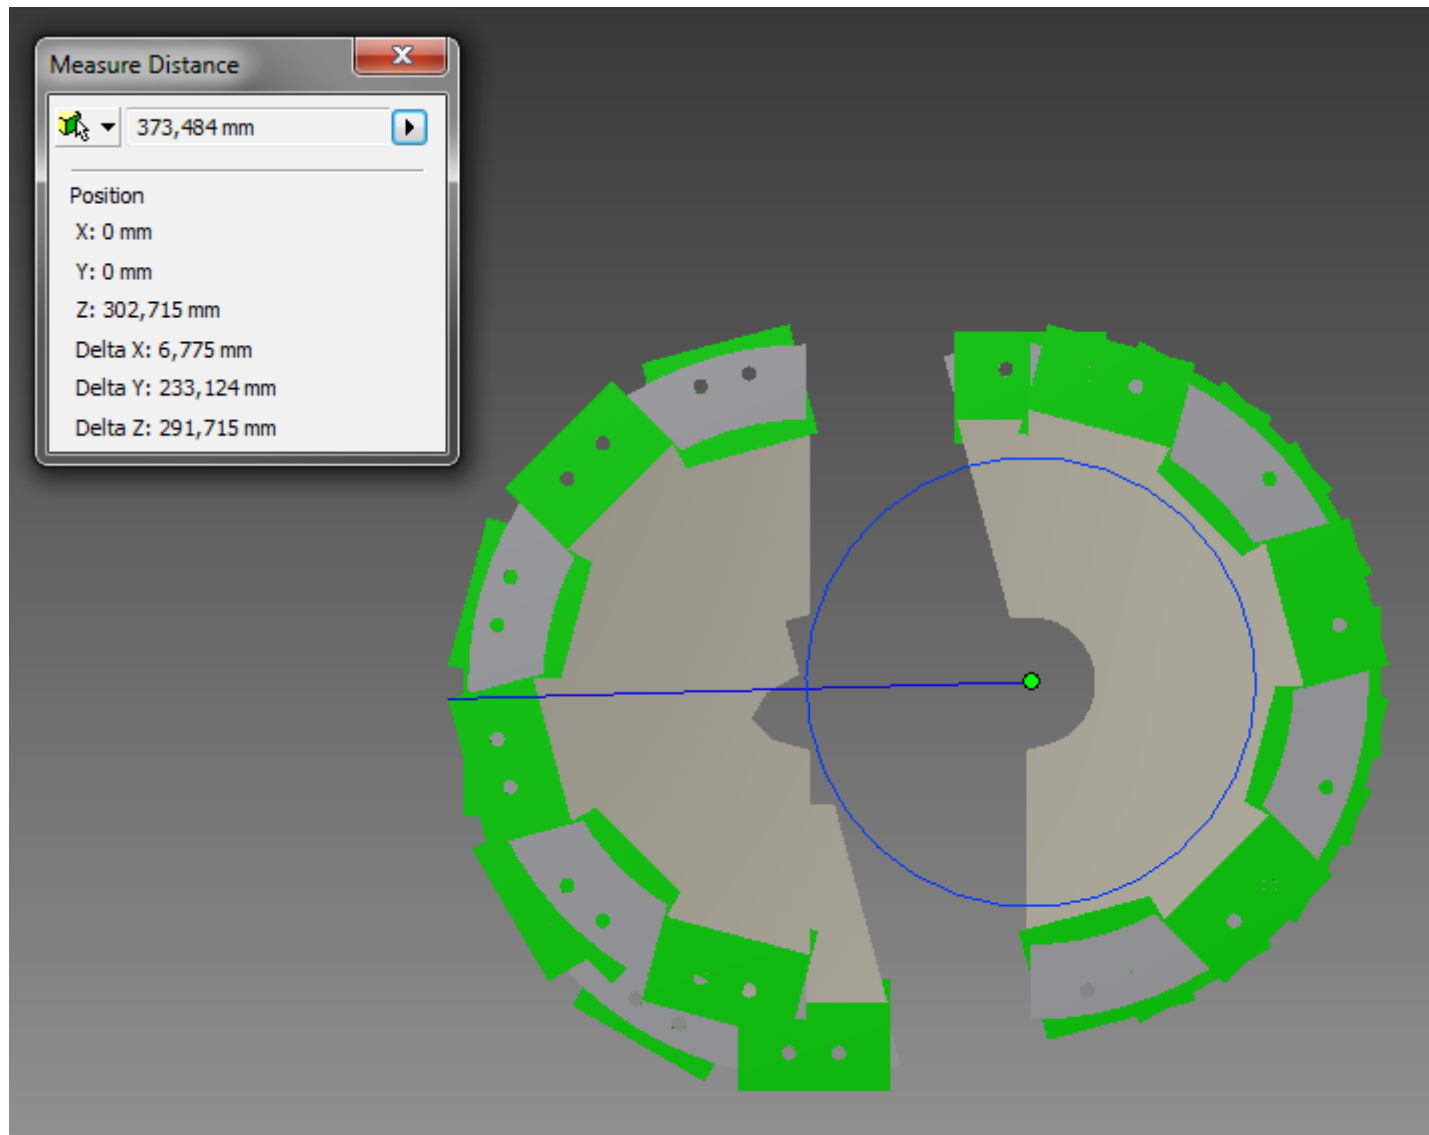 Measure Distance
373,484 mm
Position
X: 0 mm
Y: 0 mm
Z: 302,715 mm
Delta X: 6,775 mm
Delta Y: 233,124 mm
Delta Z: 291,715 mm